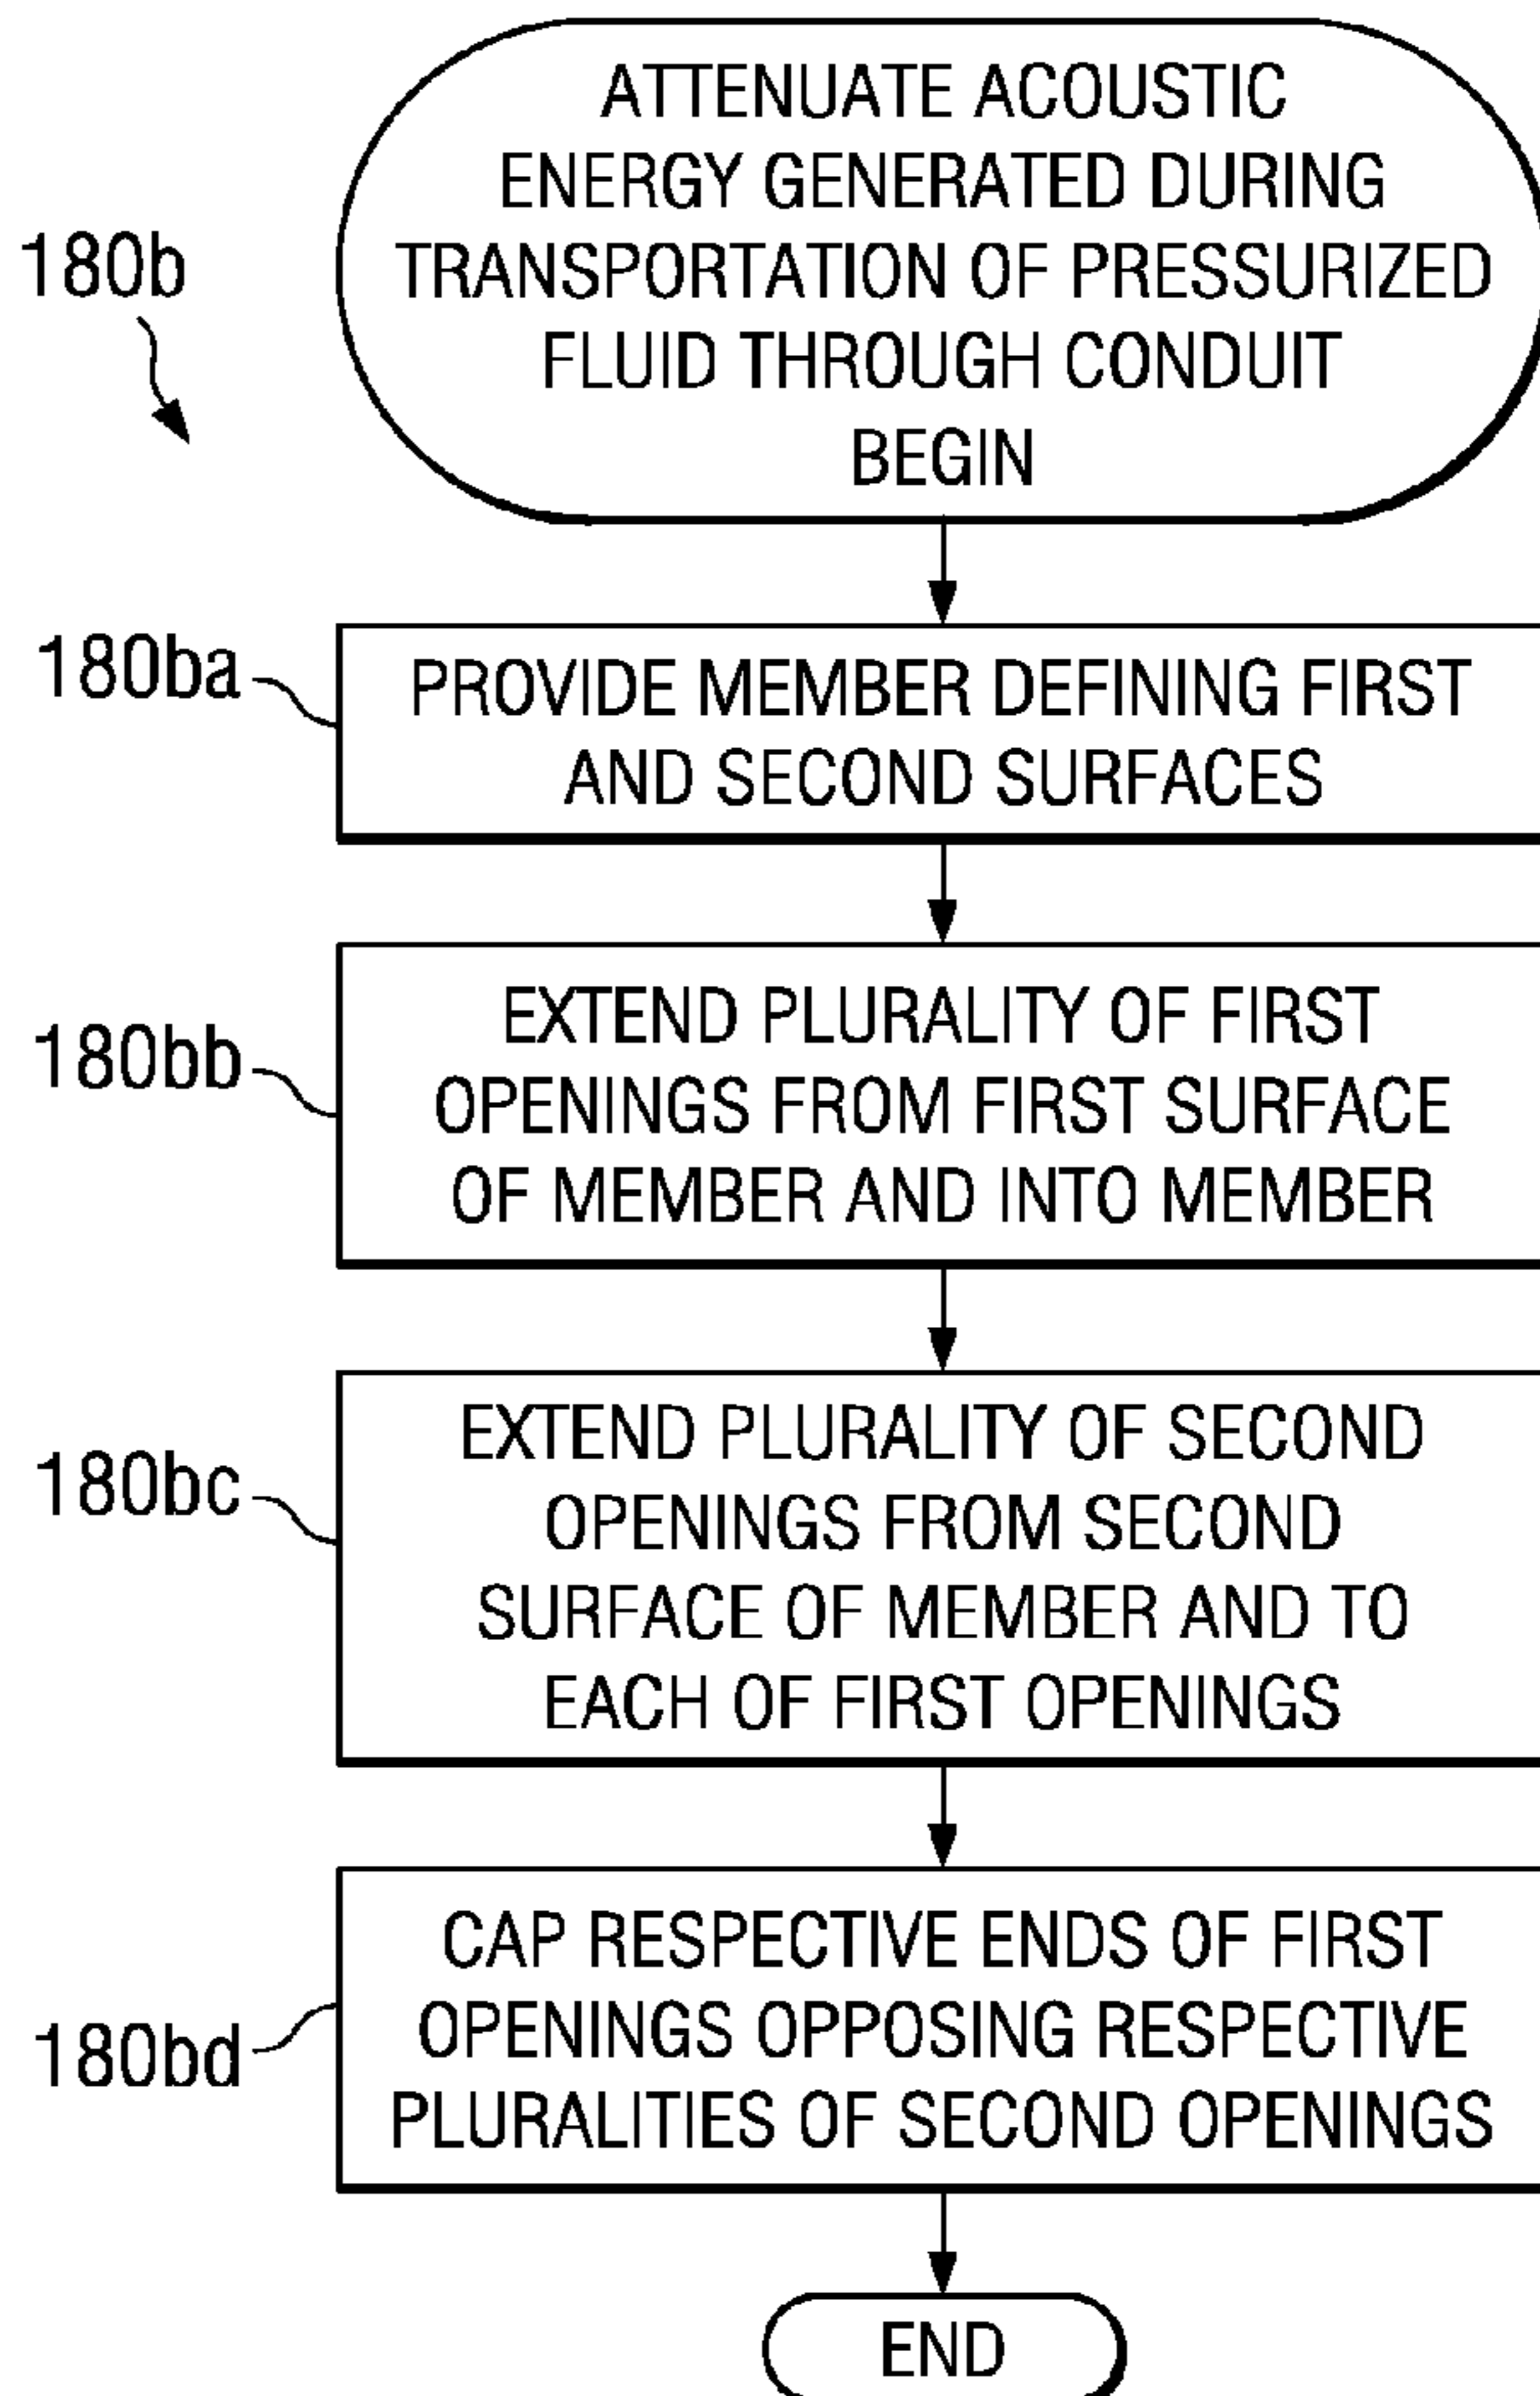 ATTENUATE ACOUSTIC
ENERGY GENERATED DURING
TRANSPORTATION OF PRESSURIZED
FLUID THROUGH CONDUIT
BEGIN
180b
180ba
PROVIDE MEMBER DEFINING FIRST
AND SECOND SURFACES
180bb
EXTEND PLURALITY OF FIRST
OPENINGS FROM FIRST SURFACE
OF MEMBER AND INTO MEMBER
180bc
EXTEND PLURALITY OF SECOND
OPENINGS FROM SECOND
SURFACE OF MEMBER AND TO
EACH OF FIRST OPENINGS
180bd
CAP RESPECTIVE ENDS OF FIRST
OPENINGS OPPOSING RESPECTIVE
PLURALITIES OF SECOND OPENINGS
END